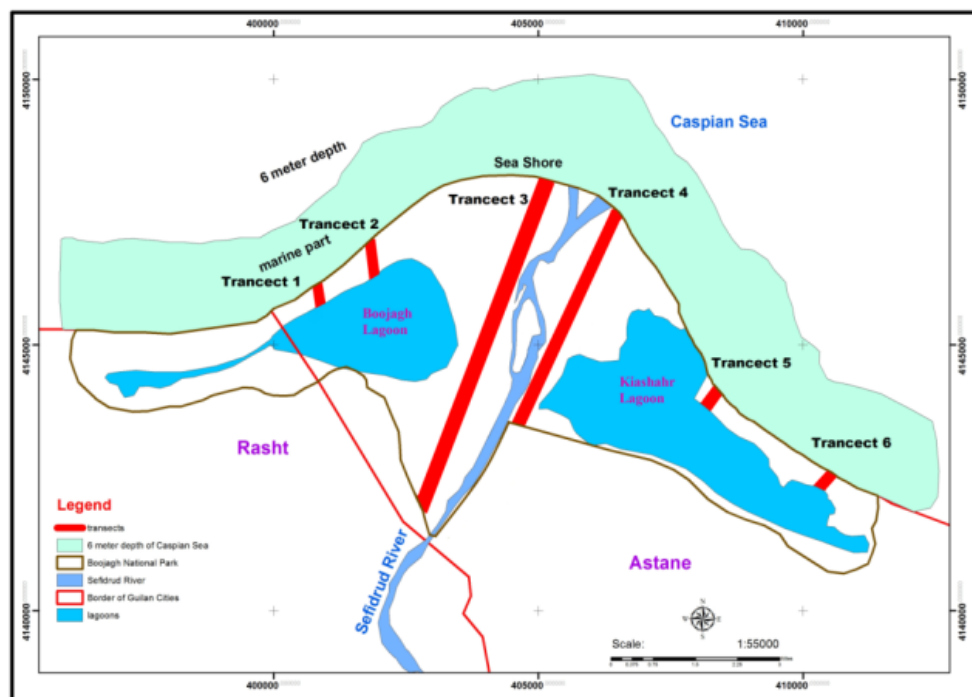 400000 405000 410000
4150000 4150000
Caspian Sea
6 meter depth
Sea Shore
Trancect 3
Trancect 4
Trancect 2
marine part
Trancect 1
Boojagh
Lagoon
4145000 4145000
Trancect 5
Kiashahr
Lagoon
Trancect 6
Rasht
Legend
transects
6 meter depth of Caspian Sea
Boojagh National Park
Sefidrud River
Border of Guilan Cities
lagoons
Sefidrud River
Astane
N
W E
S
Scale: 1:55000
4140000 4140000
400000 405000 410000